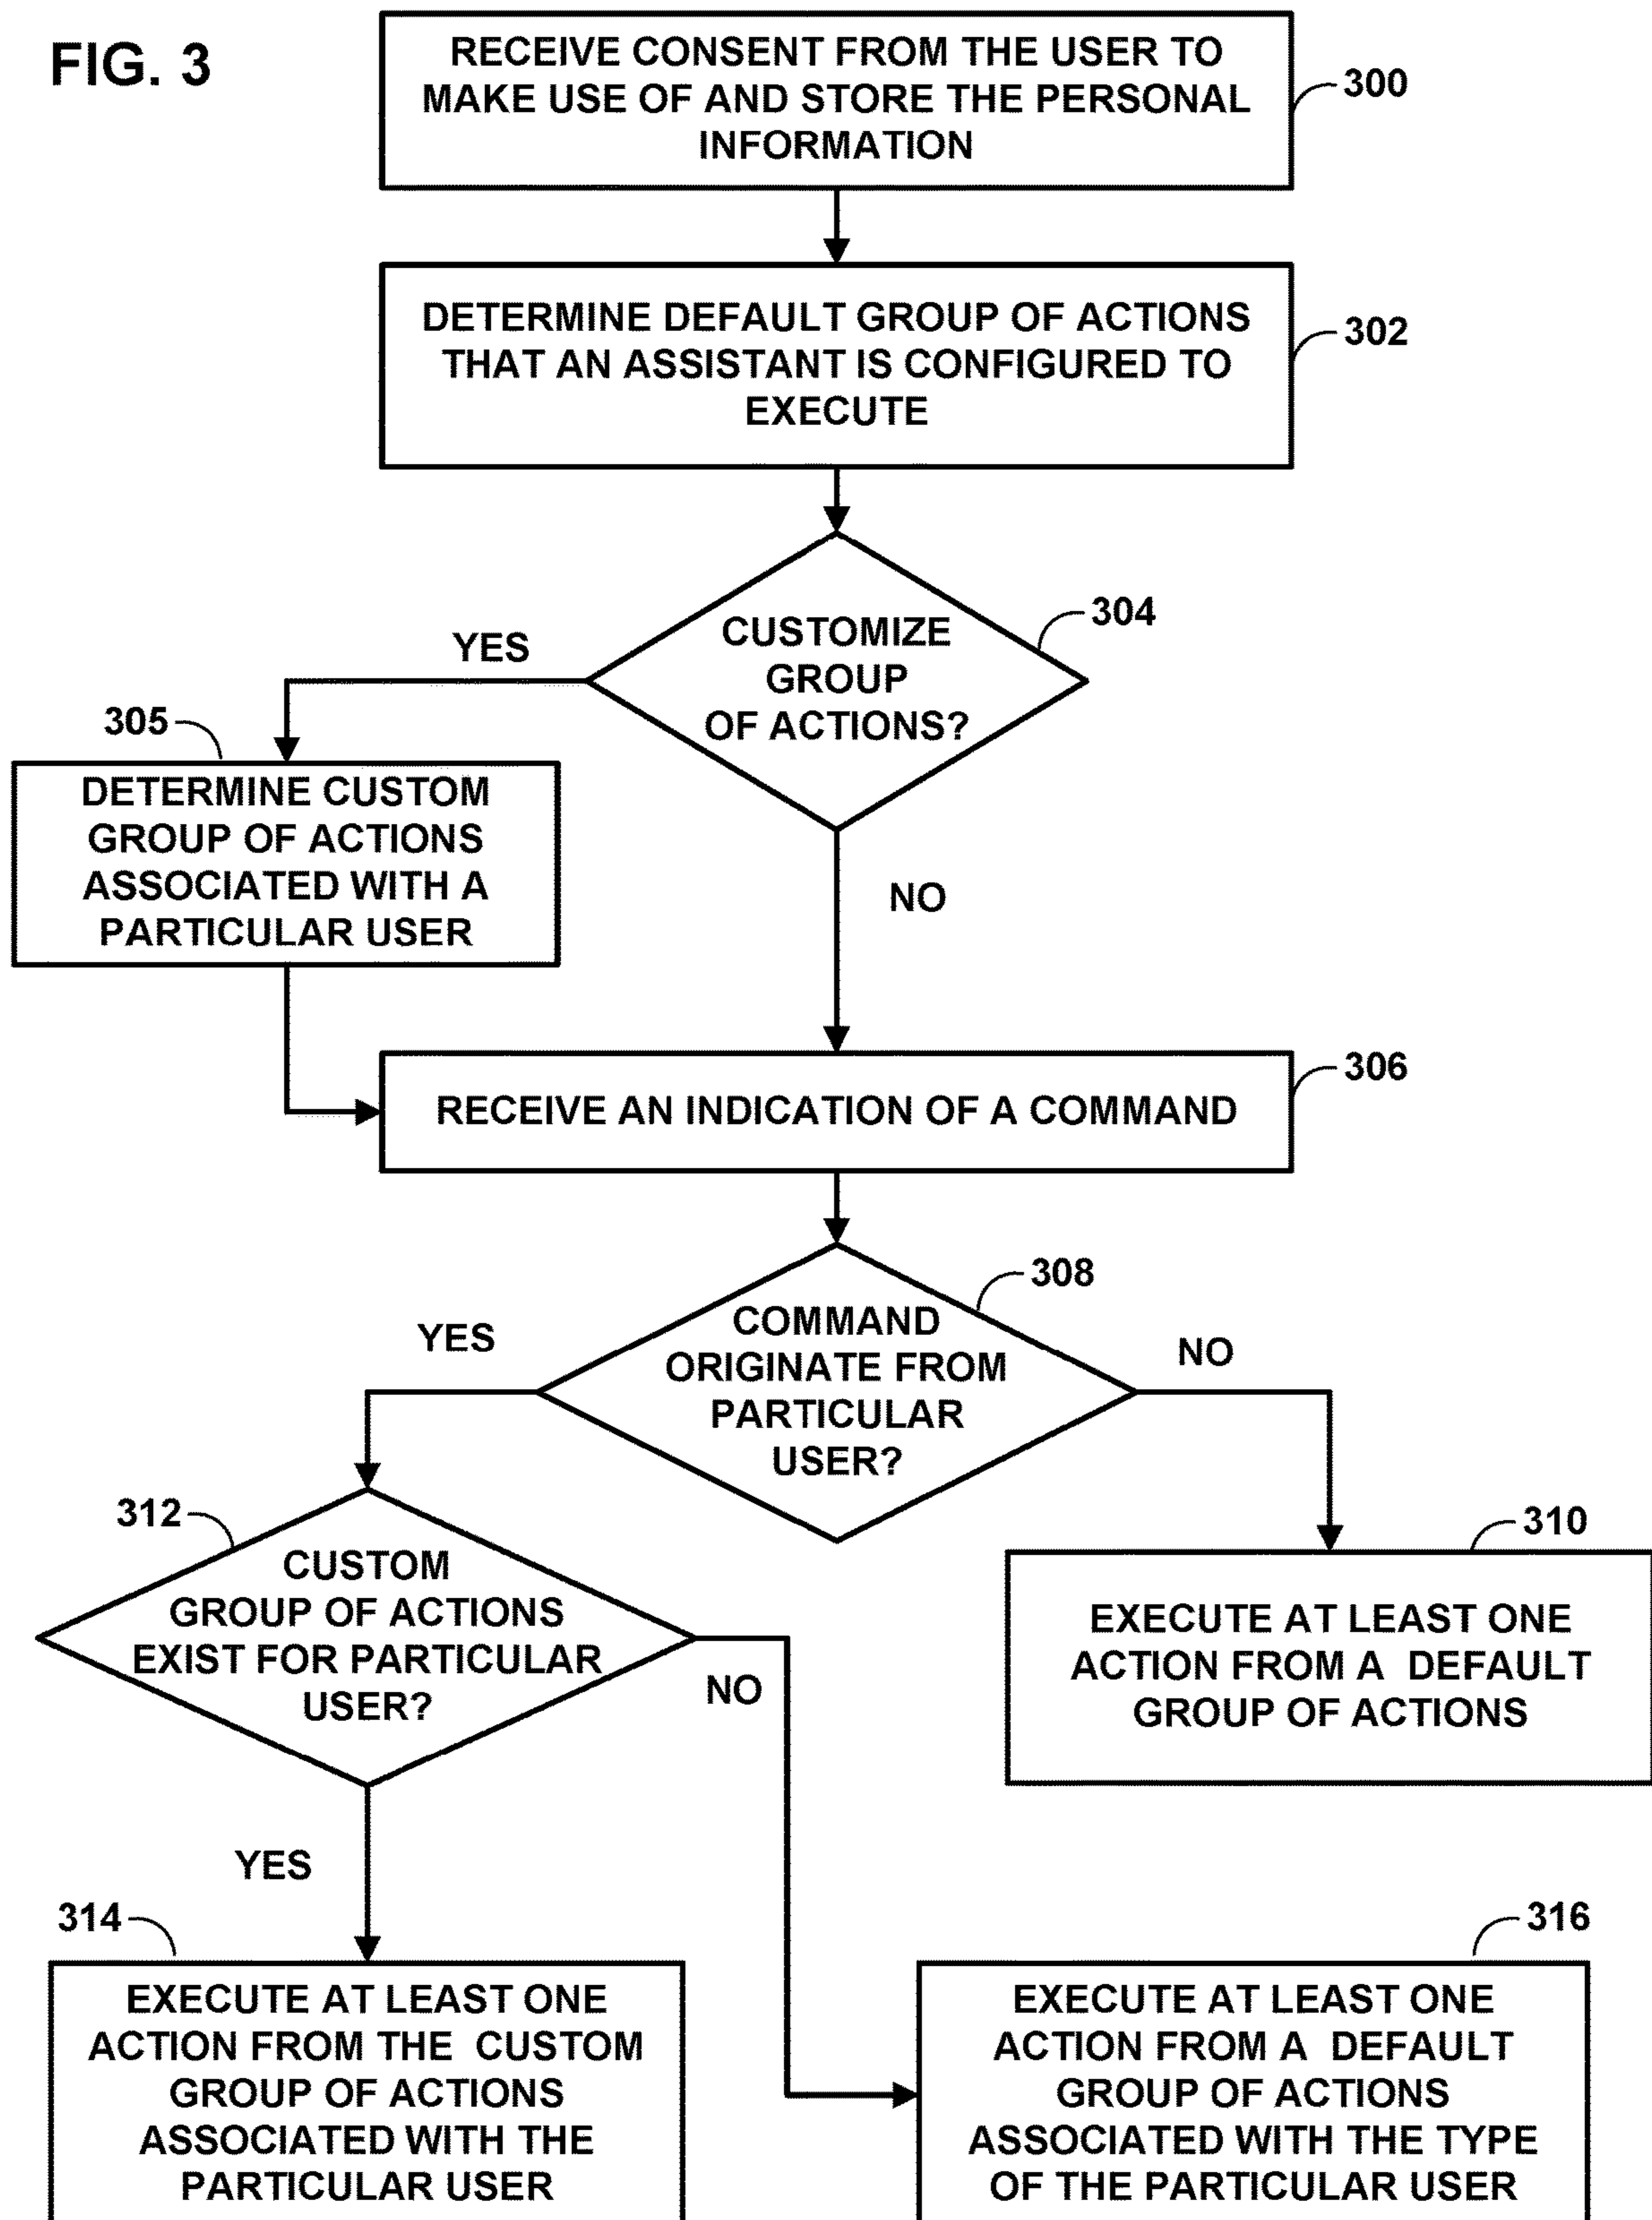 FIG. 3
RECEIVE CONSENT FROM THE USER TO
MAKE USE OF AND STORE THE PERSONAL
INFORMATION
300
DETERMINE DEFAULT GROUP OF ACTIONS
THAT AN ASSISTANT IS CONFIGURED TO
EXECUTE
302
CUSTOMIZE
GROUP
OF ACTIONS?
304
YES
305
DETERMINE CUSTOM
GROUP OF ACTIONS
ASSOCIATED WITH A
PARTICULAR USER
NO
RECEIVE AN INDICATION OF A COMMAND
306
COMMAND
ORIGINATE FROM
PARTICULAR
USER?
308
YES
NO
312
CUSTOM
GROUP OF ACTIONS
EXIST FOR PARTICULAR
USER?
310
EXECUTE AT LEAST ONE
ACTION FROM A DEFAULT
GROUP OF ACTIONS
NO
YES
314
EXECUTE AT LEAST ONE
ACTION FROM THE CUSTOM
GROUP OF ACTIONS
ASSOCIATED WITH THE
PARTICULAR USER
316
EXECUTE AT LEAST ONE
ACTION FROM A DEFAULT
GROUP OF ACTIONS
ASSOCIATED WITH THE TYPE
OF THE PARTICULAR USER